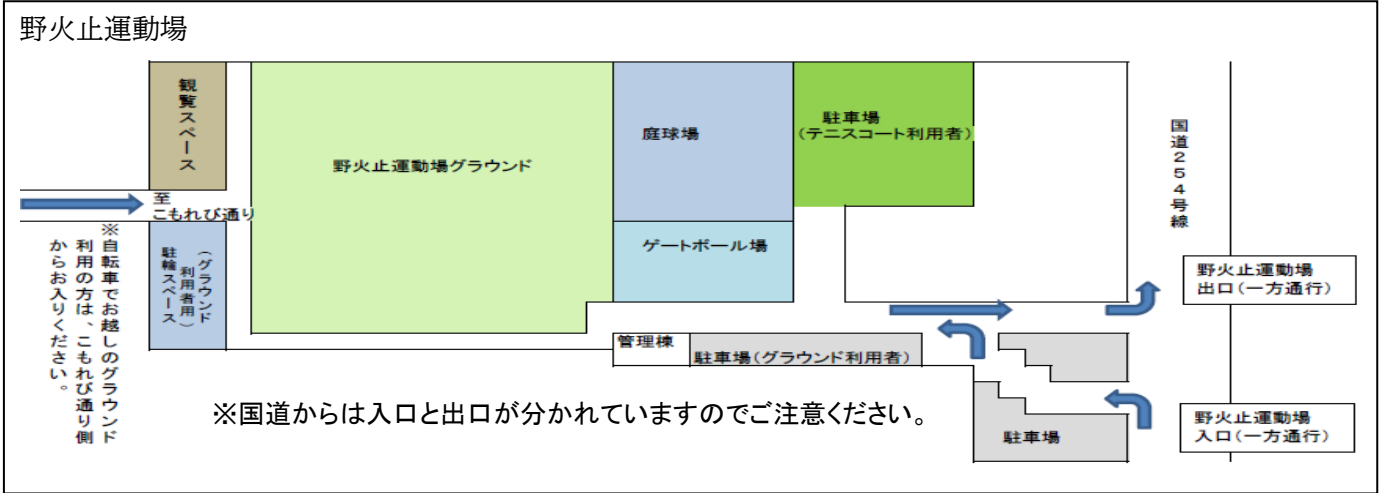 野火止運動場
観覧スペース
野火止運動場グラウンド
庭球場
駐車場
(テニスコート利用者)
国道254号線
至
こもれび通り
※自転車でお越しのグラウンド
利用の方は、こもれび通り側
からお入りください。
(グラウンド
利用者用)
駐輪スペース
ゲートボール場
野火止運動場
出口(一方通行)
管理棟
駐車場(グラウンド利用者)
※国道からは入口と出口が分かれていますのでご注意ください。
駐車場
野火止運動場
入口(一方通行)